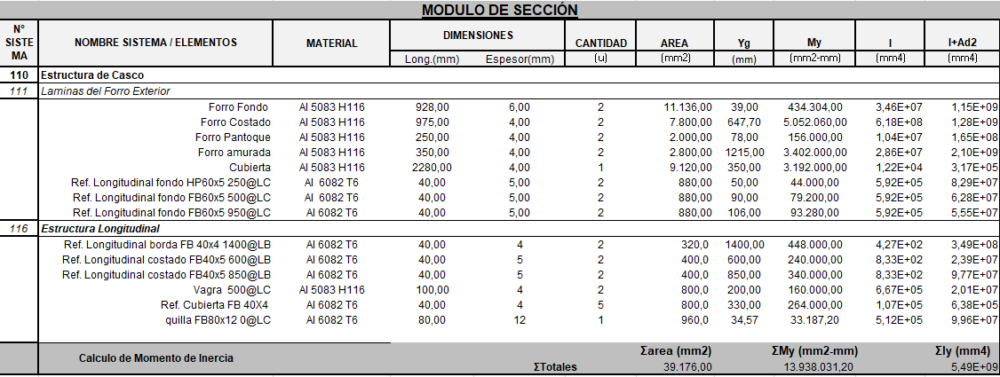 MODULO DE SECCIÓN
N° SISTEMA NOMBRE SISTEMA / ELEMENTOS MATERIAL DIMENSIONES CANTIDAD AREA Yg My I I+Ad2
Long.(mm) Espesor(mm) (u) (mm2) (mm) (mm2-mm) (mm4) (mm4)
110 Estructura de Casco
111 Laminas del Forro Exterior
Forro Fondo Al 5083 H116 928,00 6,00 2 11.136,00 39,00 434.304,00 3,46E+07 1,15E+09
Forro Costado Al 5083 H116 975,00 4,00 2 7.800,00 647,70 5.052.060,00 6,18E+08 1,28E+09
Forro Pantoque Al 5083 H116 250,00 4,00 2 2.000,00 78,00 156.000,00 1,04E+07 1,65E+08
Forro amurada Al 5083 H116 350,00 4,00 2 2.800,00 1215,00 3.402.000,00 2,86E+07 2,10E+09
Cubierta Al 5083 H116 2280,00 4,00 1 9.120,00 350,00 3.192.000,00 1,22E+04 3,17E+05
Ref. Longitudinal fondo HP60x5 250@LC Al 6082 T6 40,00 5,00 2 880,00 50,00 44.000,00 5,92E+05 8,29E+07
Ref. Longitudinal fondo FB60x5 500@LC Al 6082 T6 40,00 5,00 2 880,00 90,00 79.200,00 5,92E+05 6,28E+07
Ref. Longitudinal fondo FB60x5 950@LC Al 6082 T6 40,00 5,00 2 880,00 106,00 93.280,00 5,92E+05 5,55E+07
116 Estructura Longitudinal
Ref. Longitudinal borda FB 40x4 1400@LB Al 6082 T6 40,00 4 2 320,0 1400,00 448.000,00 4,27E+02 3,49E+08
Ref. Longitudinal costado FB40x5 600@LB Al 6082 T6 40,00 5 2 400,0 600,00 240.000,00 8,33E+02 2,39E+07
Ref. Longitudinal costado FB40x5 850@LB Al 6082 T6 40,00 5 2 400,0 850,00 340.000,00 8,33E+02 9,77E+07
Vagra 500@LC Al 5083 H116 100,00 4 2 800,0 200,00 160.000,00 6,67E+05 2,01E+07
Ref. Cubierta FB 40X4 Al 6082 T6 40,00 4 5 800,0 330,00 264.000,00 1,07E+05 6,38E+05
quilla FB80x12 0@LC Al 6082 T6 80,00 12 1 960,0 34,57 33.187,20 5,12E+05 9,96E+07
Calculo de Momento de Inercia Σarea (mm2) ΣMy (mm2-mm) ΣIy (mm4)
ΣTotales 39.176,00 13.938.031,20 5,49E+09